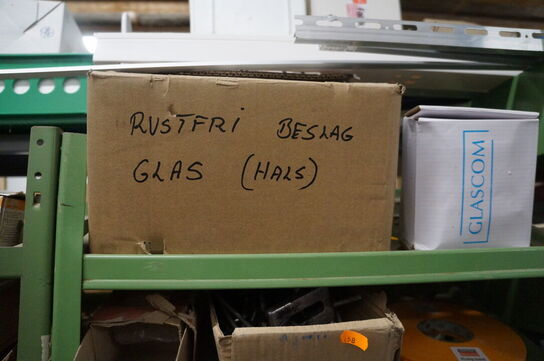 RUSTFRI BESLAG
GLAS (HALS)
GLASCOM